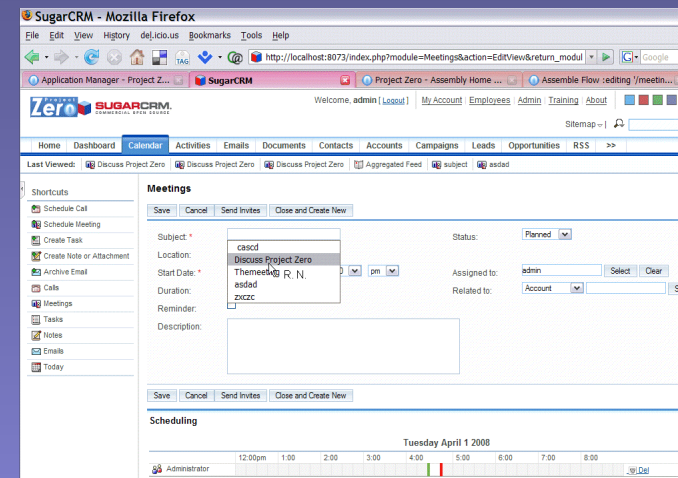 SugarCRM - Mozilla Firefox
File Edit View History del.icio.us Bookmarks Tools Help
TAG http://localhost:8073/index.php?module=Meetings&action=EditView&return_modul G Google
Application Manager - Project Z... SugarCRM Project Zero - Assembly Home ... Assemble Flow :editing '/meetin...
Project Zero SUGARCRM. COMMERCIAL OPEN SOURCE
Welcome, admin [ Logout ] My Account | Employees | Admin | Training | About
Sitemap |
Home Dashboard Calendar Activities Emails Documents Contacts Accounts Campaigns Leads Opportunities RSS >>
Last Viewed: Discuss Project Zero Discuss Project Zero Discuss Project Zero Aggregated Feed subject asdad
Shortcuts
Schedule Call
Schedule Meeting
Create Task
Create Note or Attachment
Archive Email
Calls
Meetings
Tasks
Notes
Emails
Today
Meetings
Save Cancel Send Invites Close and Create New
Subject: * Status: Planned
cascd
Location: Discuss Project Zero
Start Date: * pm Assigned to: admin Select Clear
R. N.
Duration: asdad Related to: Account
zxczc
Reminder:
Description:
Save Cancel Send Invites Close and Create New
Scheduling
Tuesday April 1 2008
12:00pm 1:00 2:00 3:00 4:00 5:00 6:00 7:00 8:00
Administrator Del